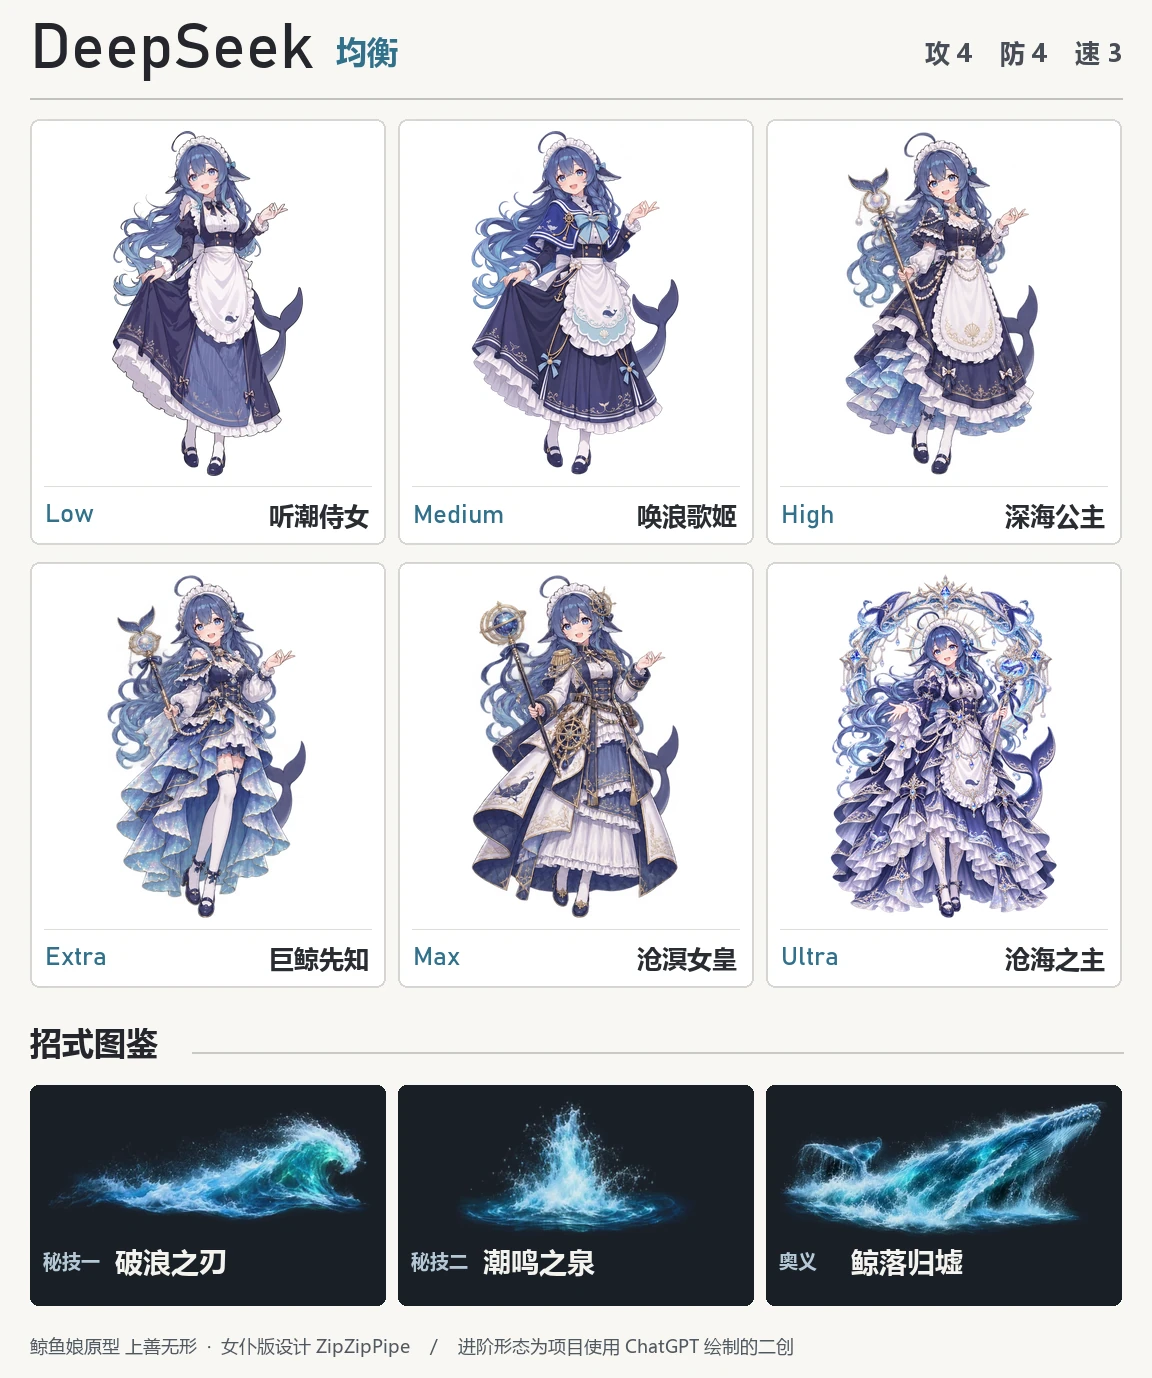 DeepSeek 均衡 攻 4 防 4 速 3
Low 听潮侍女
Medium 唤浪歌姬
High 深海公主
Extra 巨鲸先知
Max 沧溟女皇
Ultra 沧海之主
招式图鉴
秘技一 破浪之刃
秘技二 潮鸣之泉
奥义 鲸落归墟
鲸鱼娘原型 上善无形 · 女仆版设计 ZipZipPipe / 进阶形态为项目使用 ChatGPT 绘制的二创